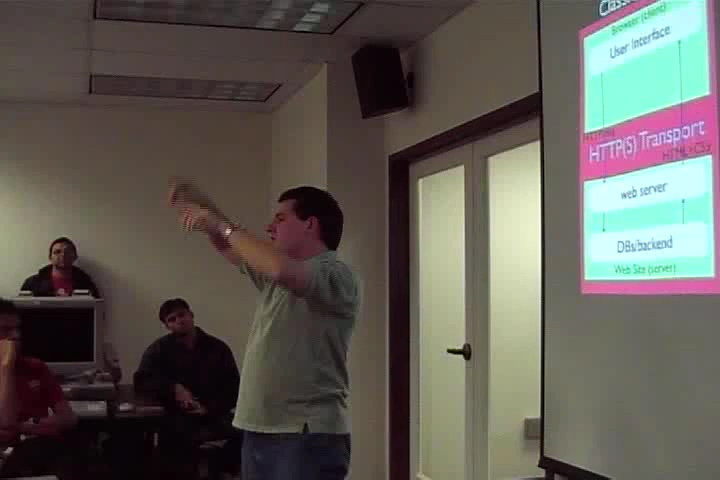 Browser (client)
User Interface
HTTP(S) Transport
HTML+CSS
web server
DBs/backend
Web Site (server)